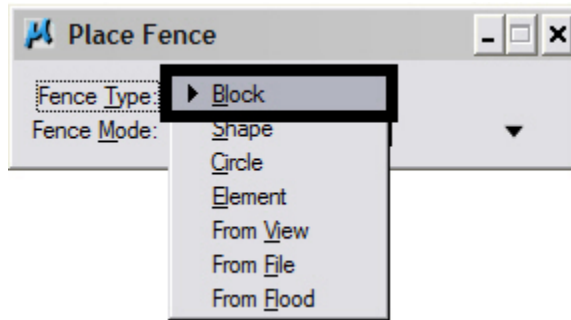 Place Fence
Fence Type: Block
Fence Mode: Shape
Circle
Element
From View
From File
From Flood